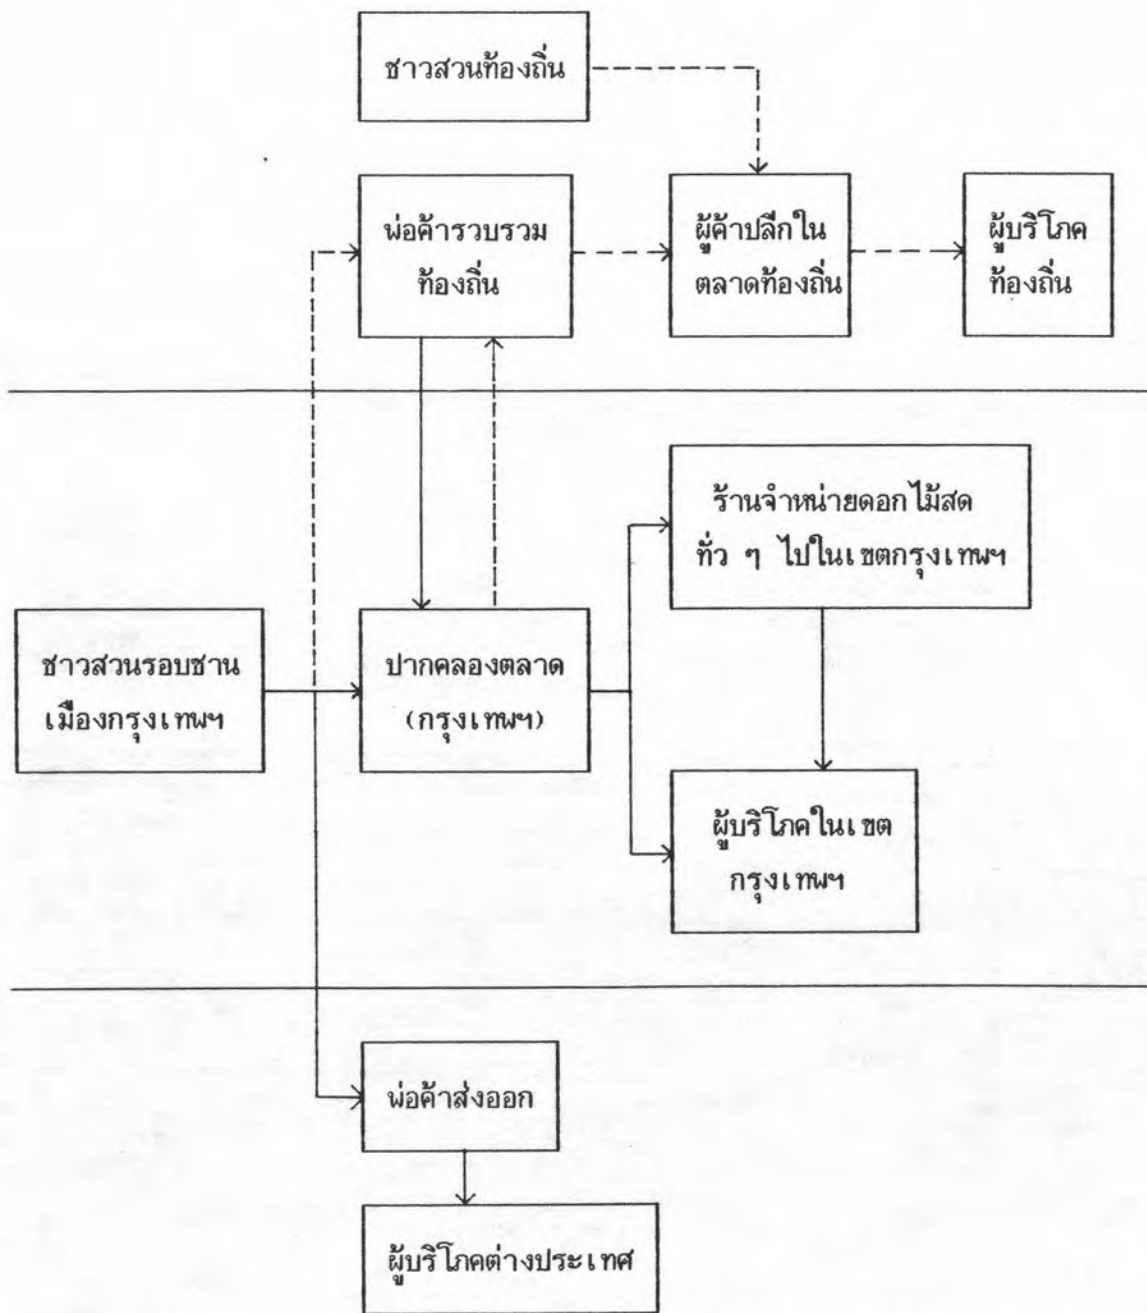 ชาวสวนท้องถิ่น
พ่อค้ารวบรวม
ท้องถิ่น
ผู้ค้าปลีกใน
ตลาดท้องถิ่น
ผู้บริโภค
ท้องถิ่น
ร้านจำหน่ายดอกไม้สด
ทั่ว ๆ ไปในเขตกรุงเทพฯ
ชาวสวนรอบชาน
เมืองกรุงเทพฯ
ปากคลองตลาด
(กรุงเทพฯ)
ผู้บริโภคในเขต
กรุงเทพฯ
พ่อค้าส่งออก
ผู้บริโภคต่างประเทศ